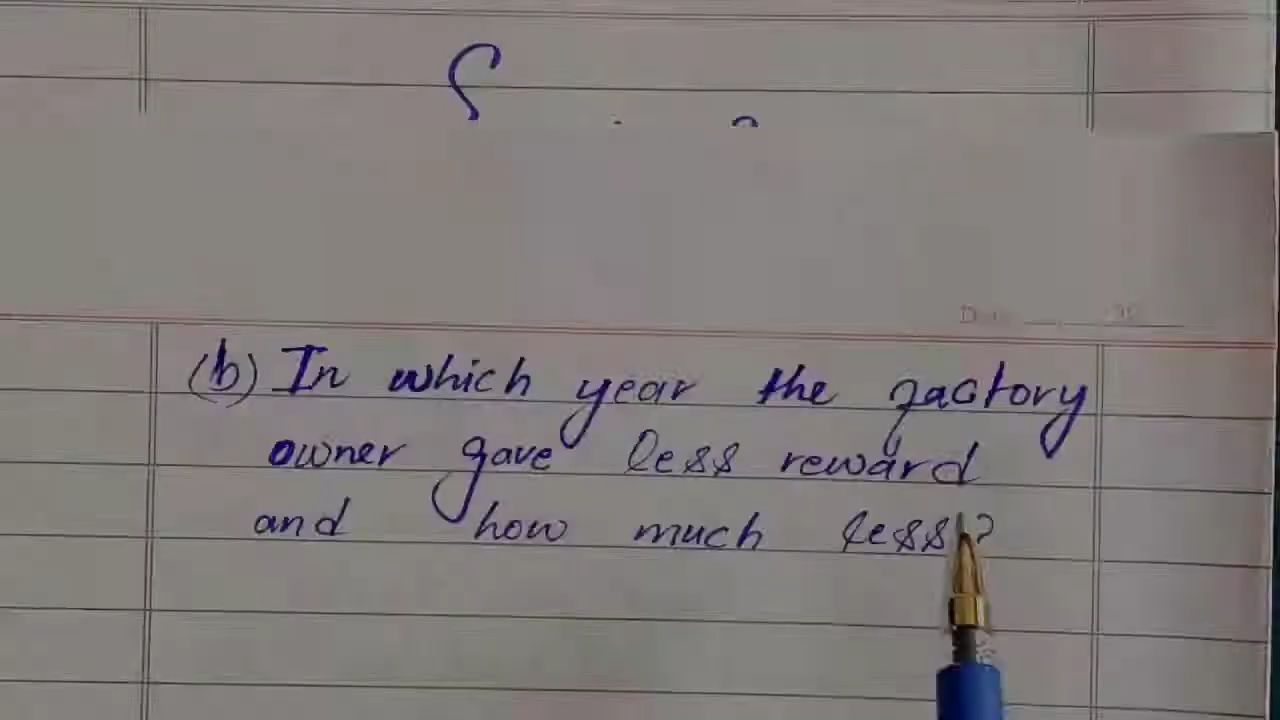 (b) In which year the factory
owner gave less reward
and how much less?